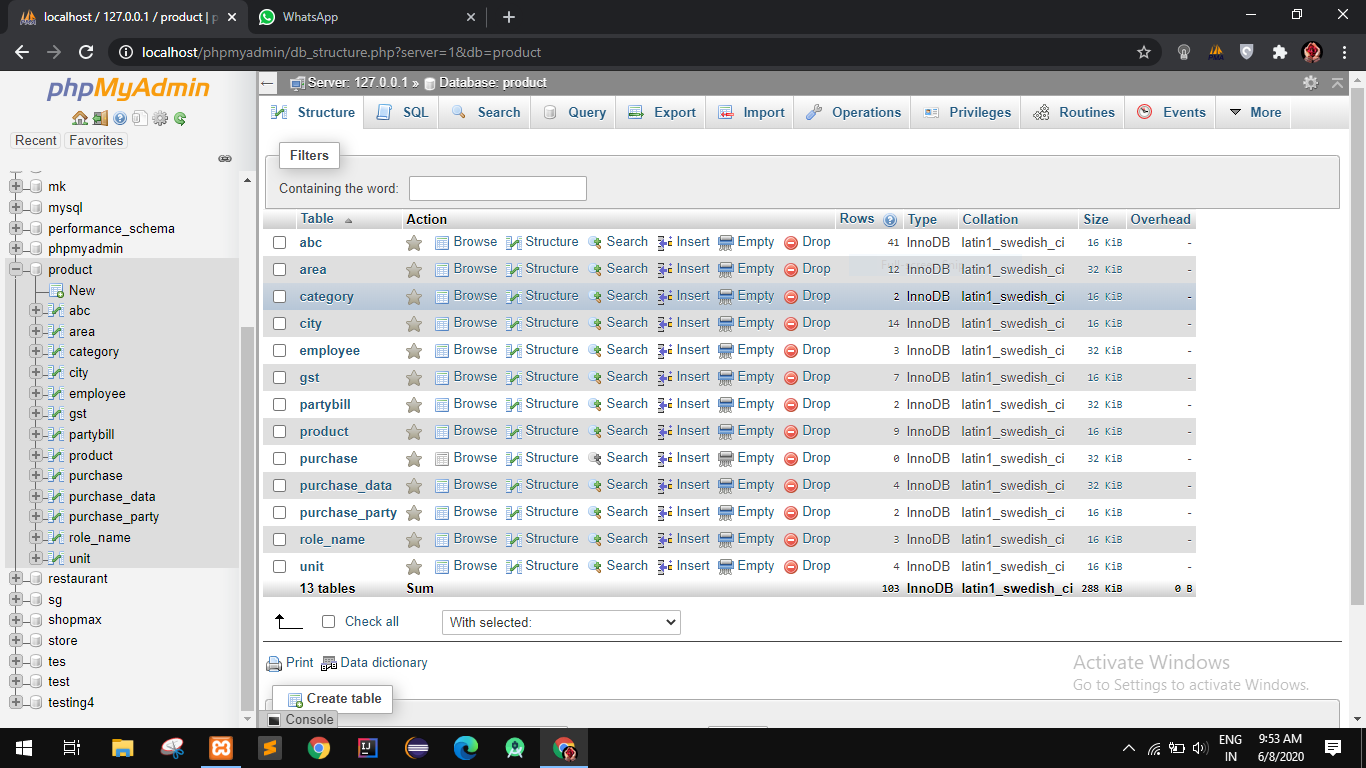 localhost / 127.0.0.1 / product | p
WhatsApp
localhost/phpmyadmin/db_structure.php?server=1&db=product
phpMyAdmin
Recent Favorites
mk
mysql
performance_schema
phpmyadmin
product
New
abc
area
category
city
employee
gst
partybill
product
purchase
purchase_data
purchase_party
role_name
unit
restaurant
sg
shopmax
store
tes
test
testing4
Server: 127.0.0.1 » Database: product
Structure SQL Search Query Export Import Operations Privileges Routines Events More
Filters
Containing the word:
Table Action Rows Type Collation Size Overhead
abc Browse Structure Search Insert Empty Drop 41 InnoDB latin1_swedish_ci 16 KiB -
area Browse Structure Search Insert Empty Drop 12 InnoDB latin1_swedish_ci 32 KiB -
category Browse Structure Search Insert Empty Drop 2 InnoDB latin1_swedish_ci 16 KiB -
city Browse Structure Search Insert Empty Drop 14 InnoDB latin1_swedish_ci 16 KiB -
employee Browse Structure Search Insert Empty Drop 3 InnoDB latin1_swedish_ci 32 KiB -
gst Browse Structure Search Insert Empty Drop 7 InnoDB latin1_swedish_ci 16 KiB -
partybill Browse Structure Search Insert Empty Drop 2 InnoDB latin1_swedish_ci 32 KiB -
product Browse Structure Search Insert Empty Drop 9 InnoDB latin1_swedish_ci 16 KiB -
purchase Browse Structure Search Insert Empty Drop 0 InnoDB latin1_swedish_ci 32 KiB -
purchase_data Browse Structure Search Insert Empty Drop 4 InnoDB latin1_swedish_ci 32 KiB -
purchase_party Browse Structure Search Insert Empty Drop 2 InnoDB latin1_swedish_ci 16 KiB -
role_name Browse Structure Search Insert Empty Drop 3 InnoDB latin1_swedish_ci 16 KiB -
unit Browse Structure Search Insert Empty Drop 4 InnoDB latin1_swedish_ci 16 KiB -
13 tables Sum 103 InnoDB latin1_swedish_ci 288 KiB 0 B
Check all With selected:
Print Data dictionary
Create table
Console
Activate Windows
Go to Settings to activate Windows.
ENG
IN
9:53 AM
6/8/2020